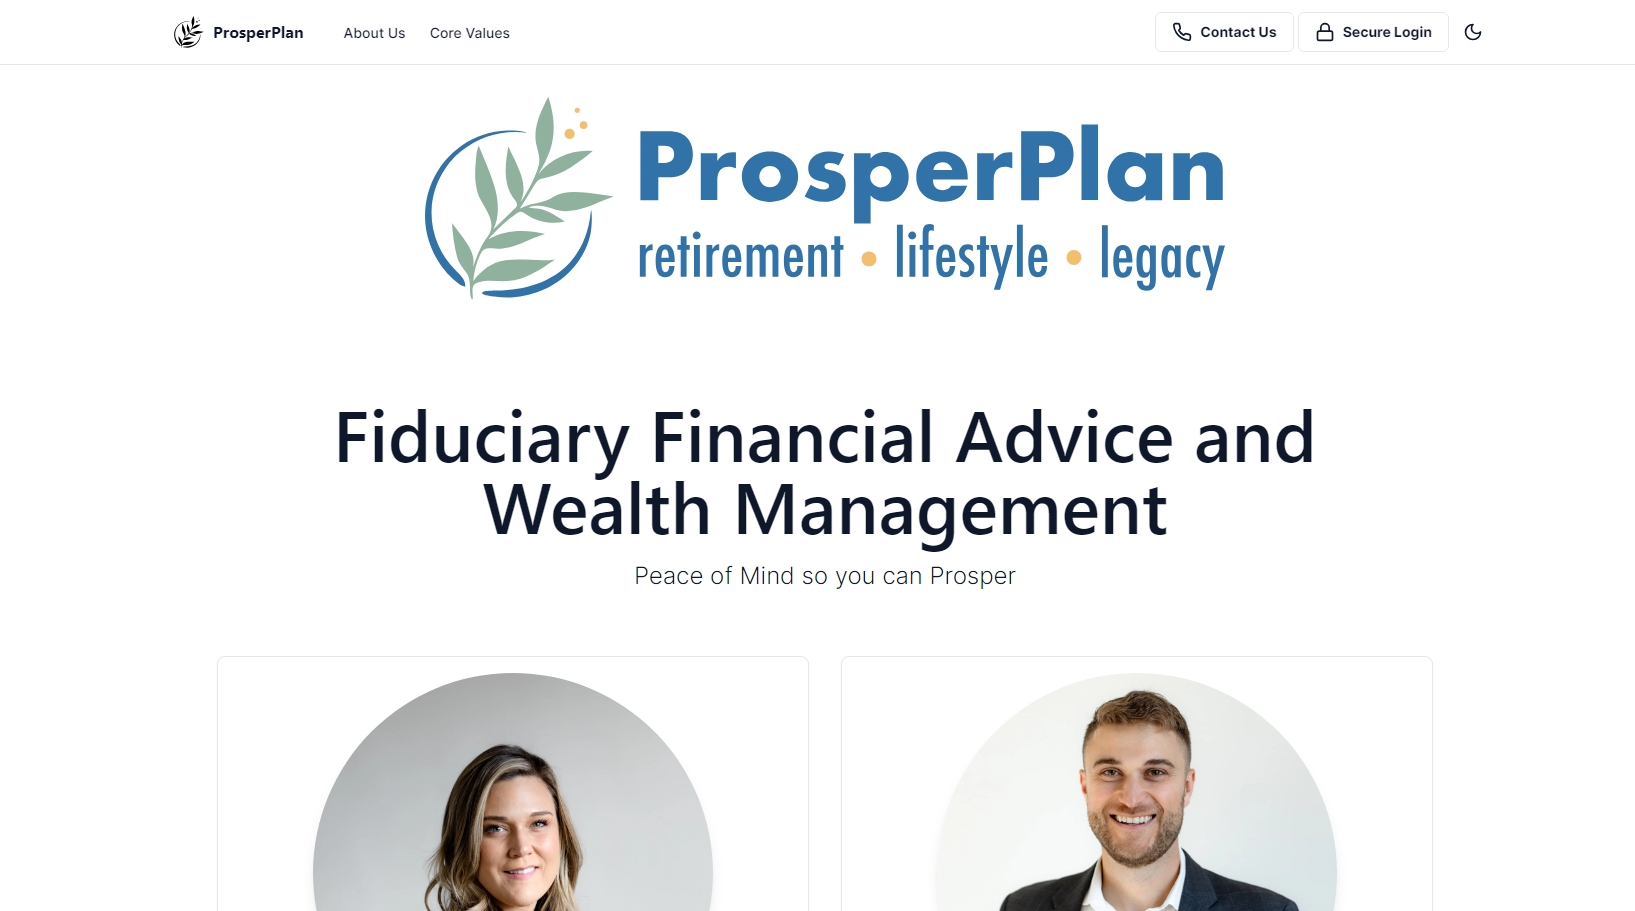 ProsperPlan
About Us
Core Values
Contact Us
Secure Login
ProsperPlan
retirement • lifestyle • legacy
Fiduciary Financial Advice and
Wealth Management
Peace of Mind so you can Prosper